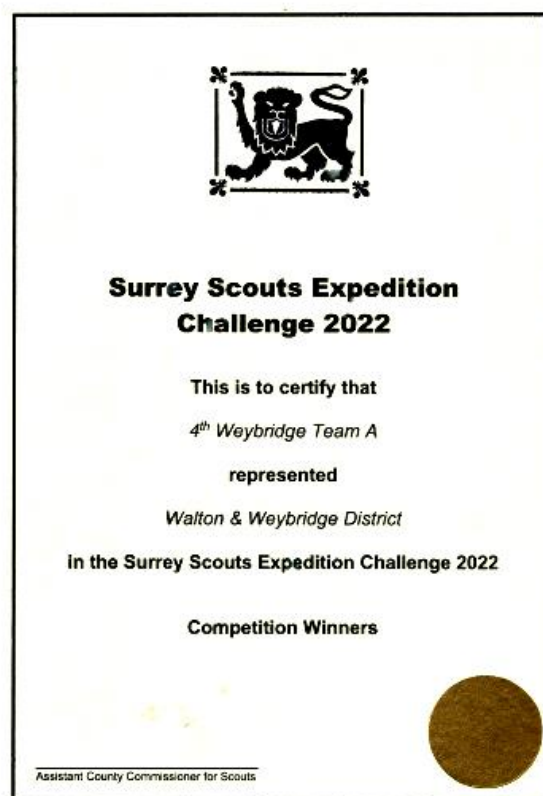 Surrey Scouts Expedition
Challenge 2022
This is to certify that
4th Weybridge Team A
represented
Walton & Weybridge District
in the Surrey Scouts Expedition Challenge 2022
Competition Winners
Assistant County Commissioner for Scouts